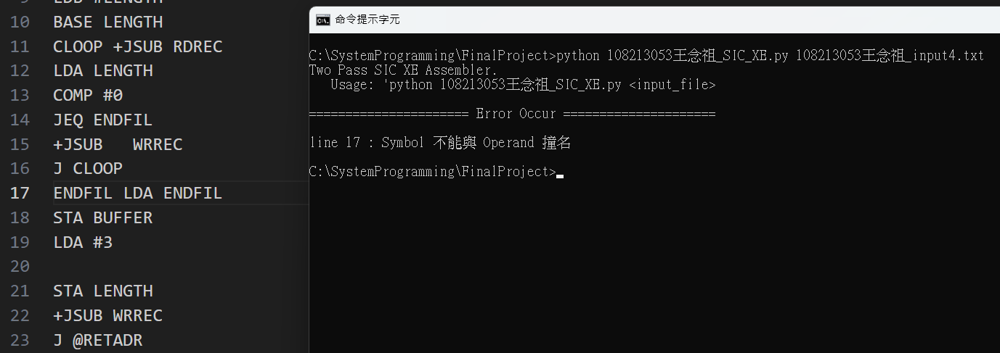 9 LDB #LENGTH
10 BASE LENGTH
11 CLOOP +JSUB RDREC
12 LDA LENGTH
13 COMP #0
14 JEQ ENDFIL
15 +JSUB WRREC
16 J CLOOP
17 ENDFIL LDA ENDFIL
18 STA BUFFER
19 LDA #3
20
21 STA LENGTH
22 +JSUB WRREC
23 J @RETADR
命令提示字元
C:\SystemProgramming\FinalProject>python 108213053王念祖_SIC_XE.py 108213053王念祖_input4.txt
Two Pass SIC XE Assembler.
Usage: 'python 108213053王念祖_SIC_XE.py <input_file>
====================== Error Occur =====================
line 17 : Symbol 不能與 Operand 撞名
C:\SystemProgramming\FinalProject>